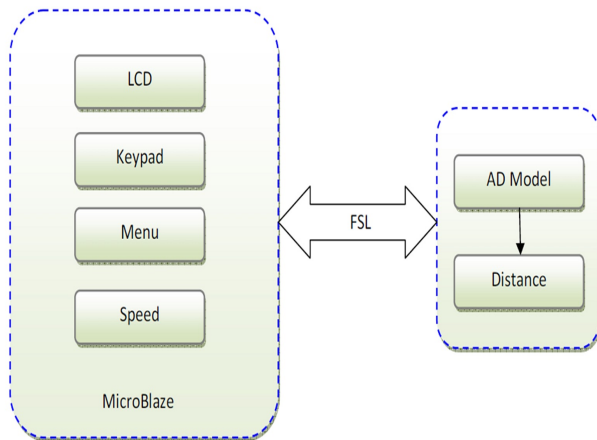 LCD
Keypad
Menu
Speed
MicroBlaze
FSL
AD Model
Distance